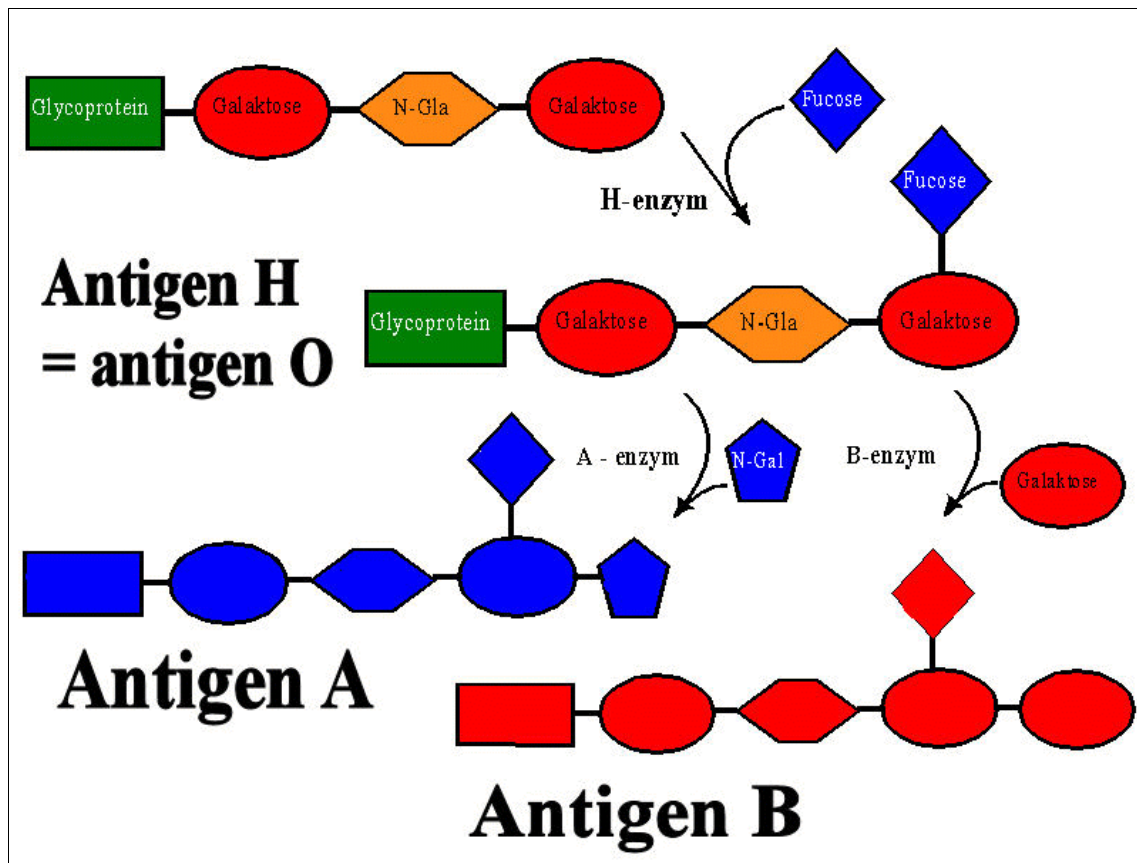 Glycoprotein
Galaktose
N-Gla
Galaktose
Fucose
H-enzym
Fucose
Antigen H
= antigen O
Glycoprotein
Galaktose
N-Gla
Galaktose
A - enzym
N-Gal
B-enzym
Galaktose
Antigen A
Antigen B